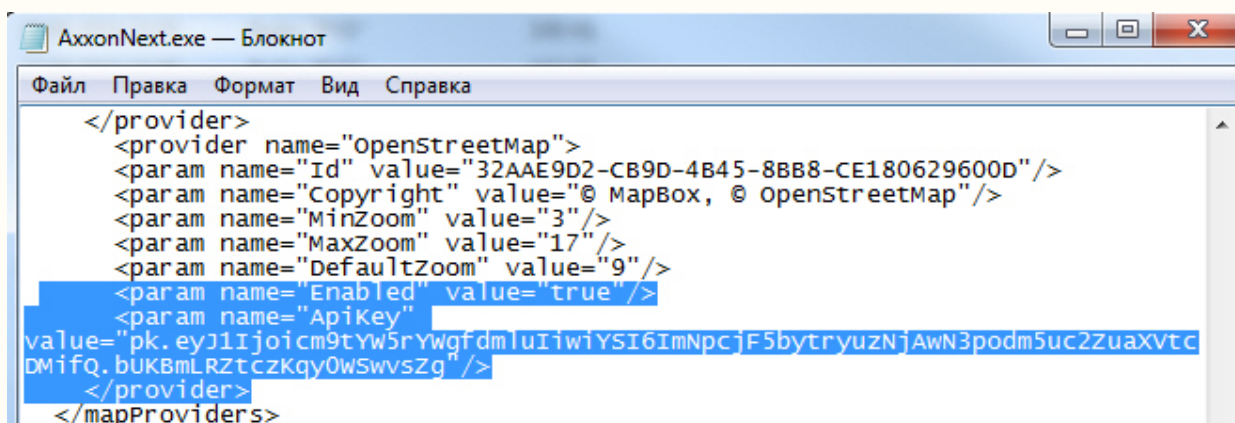 AxxonNext.exe — Блокнот
Файл Правка Формат Вид Справка
</provider>
<provider name="OpenStreetMap">
<param name="Id" value="32AAE9D2-CB9D-4B45-8BB8-CE180629600D"/>
<param name="Copyright" value="© MapBox, © OpenStreetMap"/>
<param name="MinZoom" value="3"/>
<param name="MaxZoom" value="17"/>
<param name="DefaultZoom" value="9"/>
<param name="Enabled" value="true"/>
<param name="ApiKey"
value="pk.eyJ1Ijoicm9tYW5rYWgfdmluIiwiYSI6ImNpcjF5bytryuzNjAwN3podm5uc2ZuaXVtc
DMifQ.bUKBmLRZtczKqyOWSwvsZg"/>
</provider>
</mapProviders>